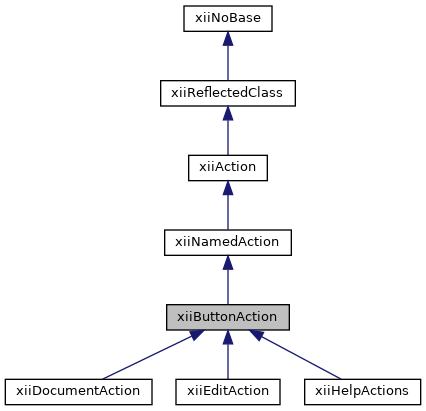 xiiNoBase
xiiReflectedClass
xiiAction
xiiNamedAction
xiiButtonAction
xiiDocumentAction
xiiEditAction
xiiHelpActions